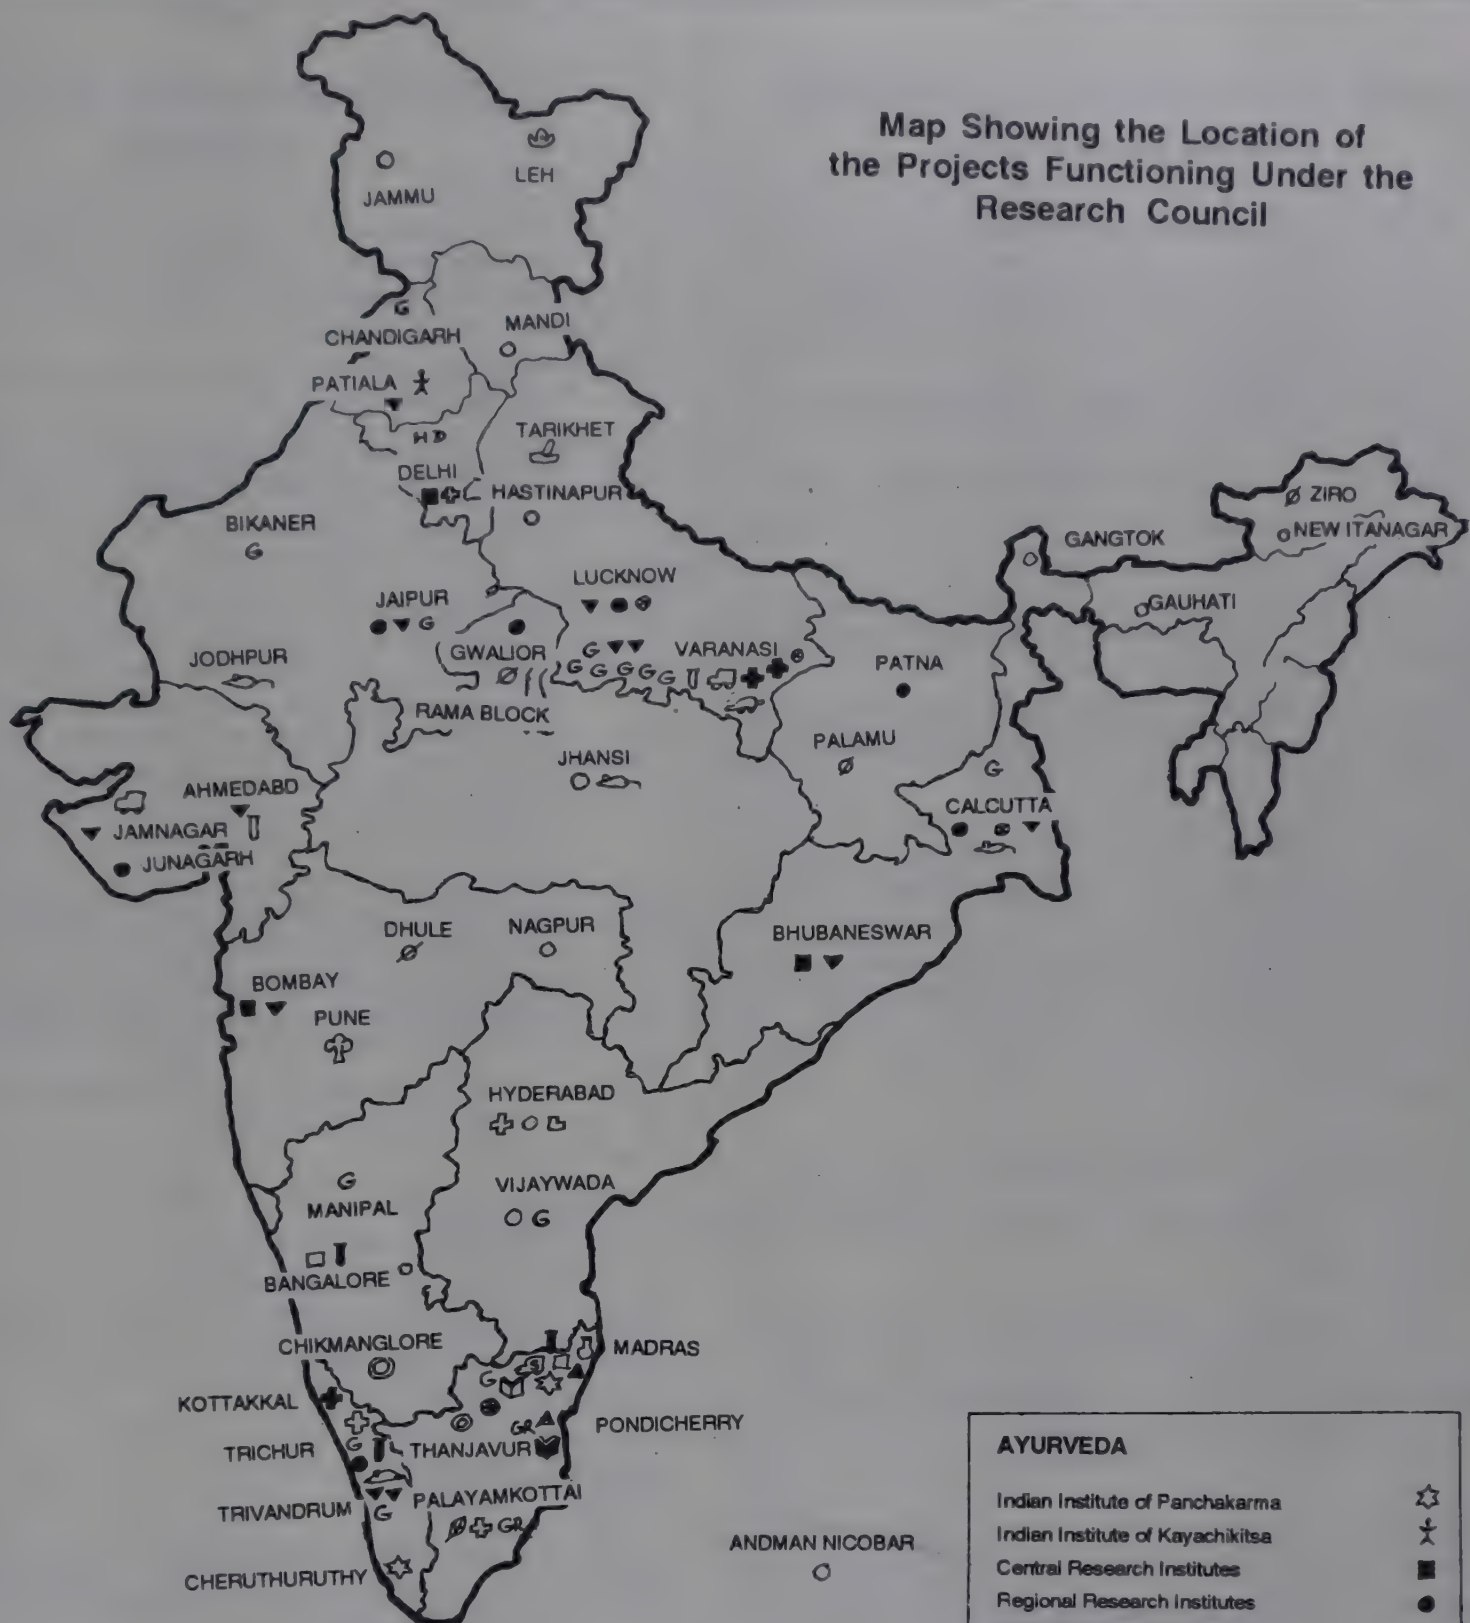 Map Showing the Location of
the Projects Functioning Under the
Research Council
LEH
JAMMU
G
CHANDIGARH
MANDI
PATIALA
HD
TARIKHET
DELHI
HASTINAPUR
BIKANER
G
ZIRO
NEW ITANAGAR
GANGTOK
GAUHATI
LUCKNOW
JAIPUR
G
GWALIOR
G
VARANASI
G G G G G
PATNA
JODHPUR
RAMA BLOCK
PALAMU
JHANSI
G
AHMEDABD
CALCUTTA
JAMNAGAR
JUNAGARH
DHULE
NAGPUR
BHUBANESWAR
BOMBAY
PUNE
HYDERABAD
G
MANIPAL
VIJAYWADA
G
BANGALORE
CHIKMANGLORE
MADRAS
G
KOTTAKKAL
GR
PONDICHERRY
TRICHUR
G
THANJAVUR
TRIVANDRUM
G
PALAYAMKOTTAI
GR
CHERUTHURUTHY
ANDMAN NICOBAR
AYURVEDA
Indian Institute of Panchakarma
Indian Institute of Kayachikitsa
Central Research Institutes
Regional Research Institutes